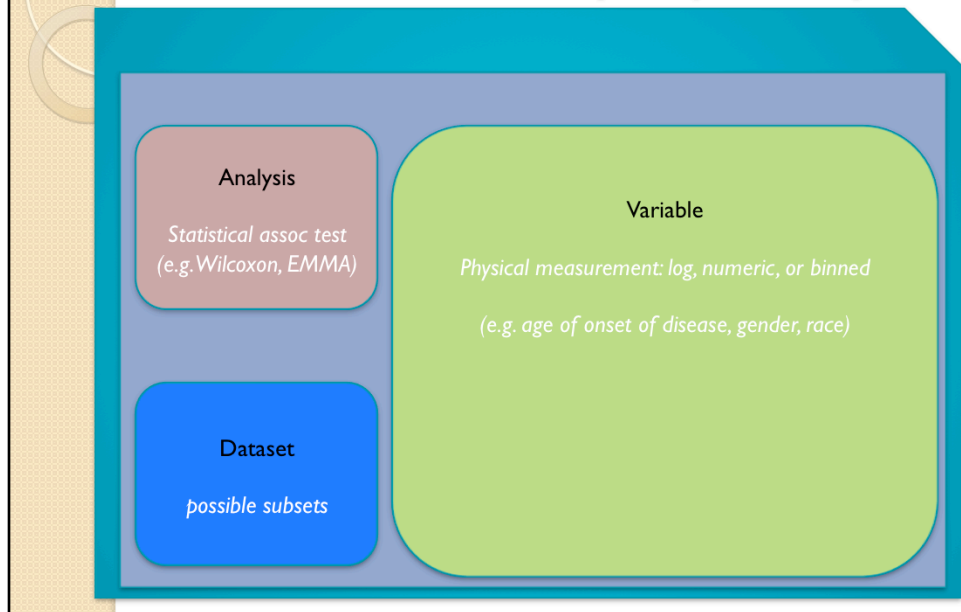 Analysis
Statistical assoc test
(e.g. Wilcoxon, EMMA)
Variable
Physical measurement: log, numeric, or binned
(e.g. age of onset of disease, gender, race)
Dataset
possible subsets